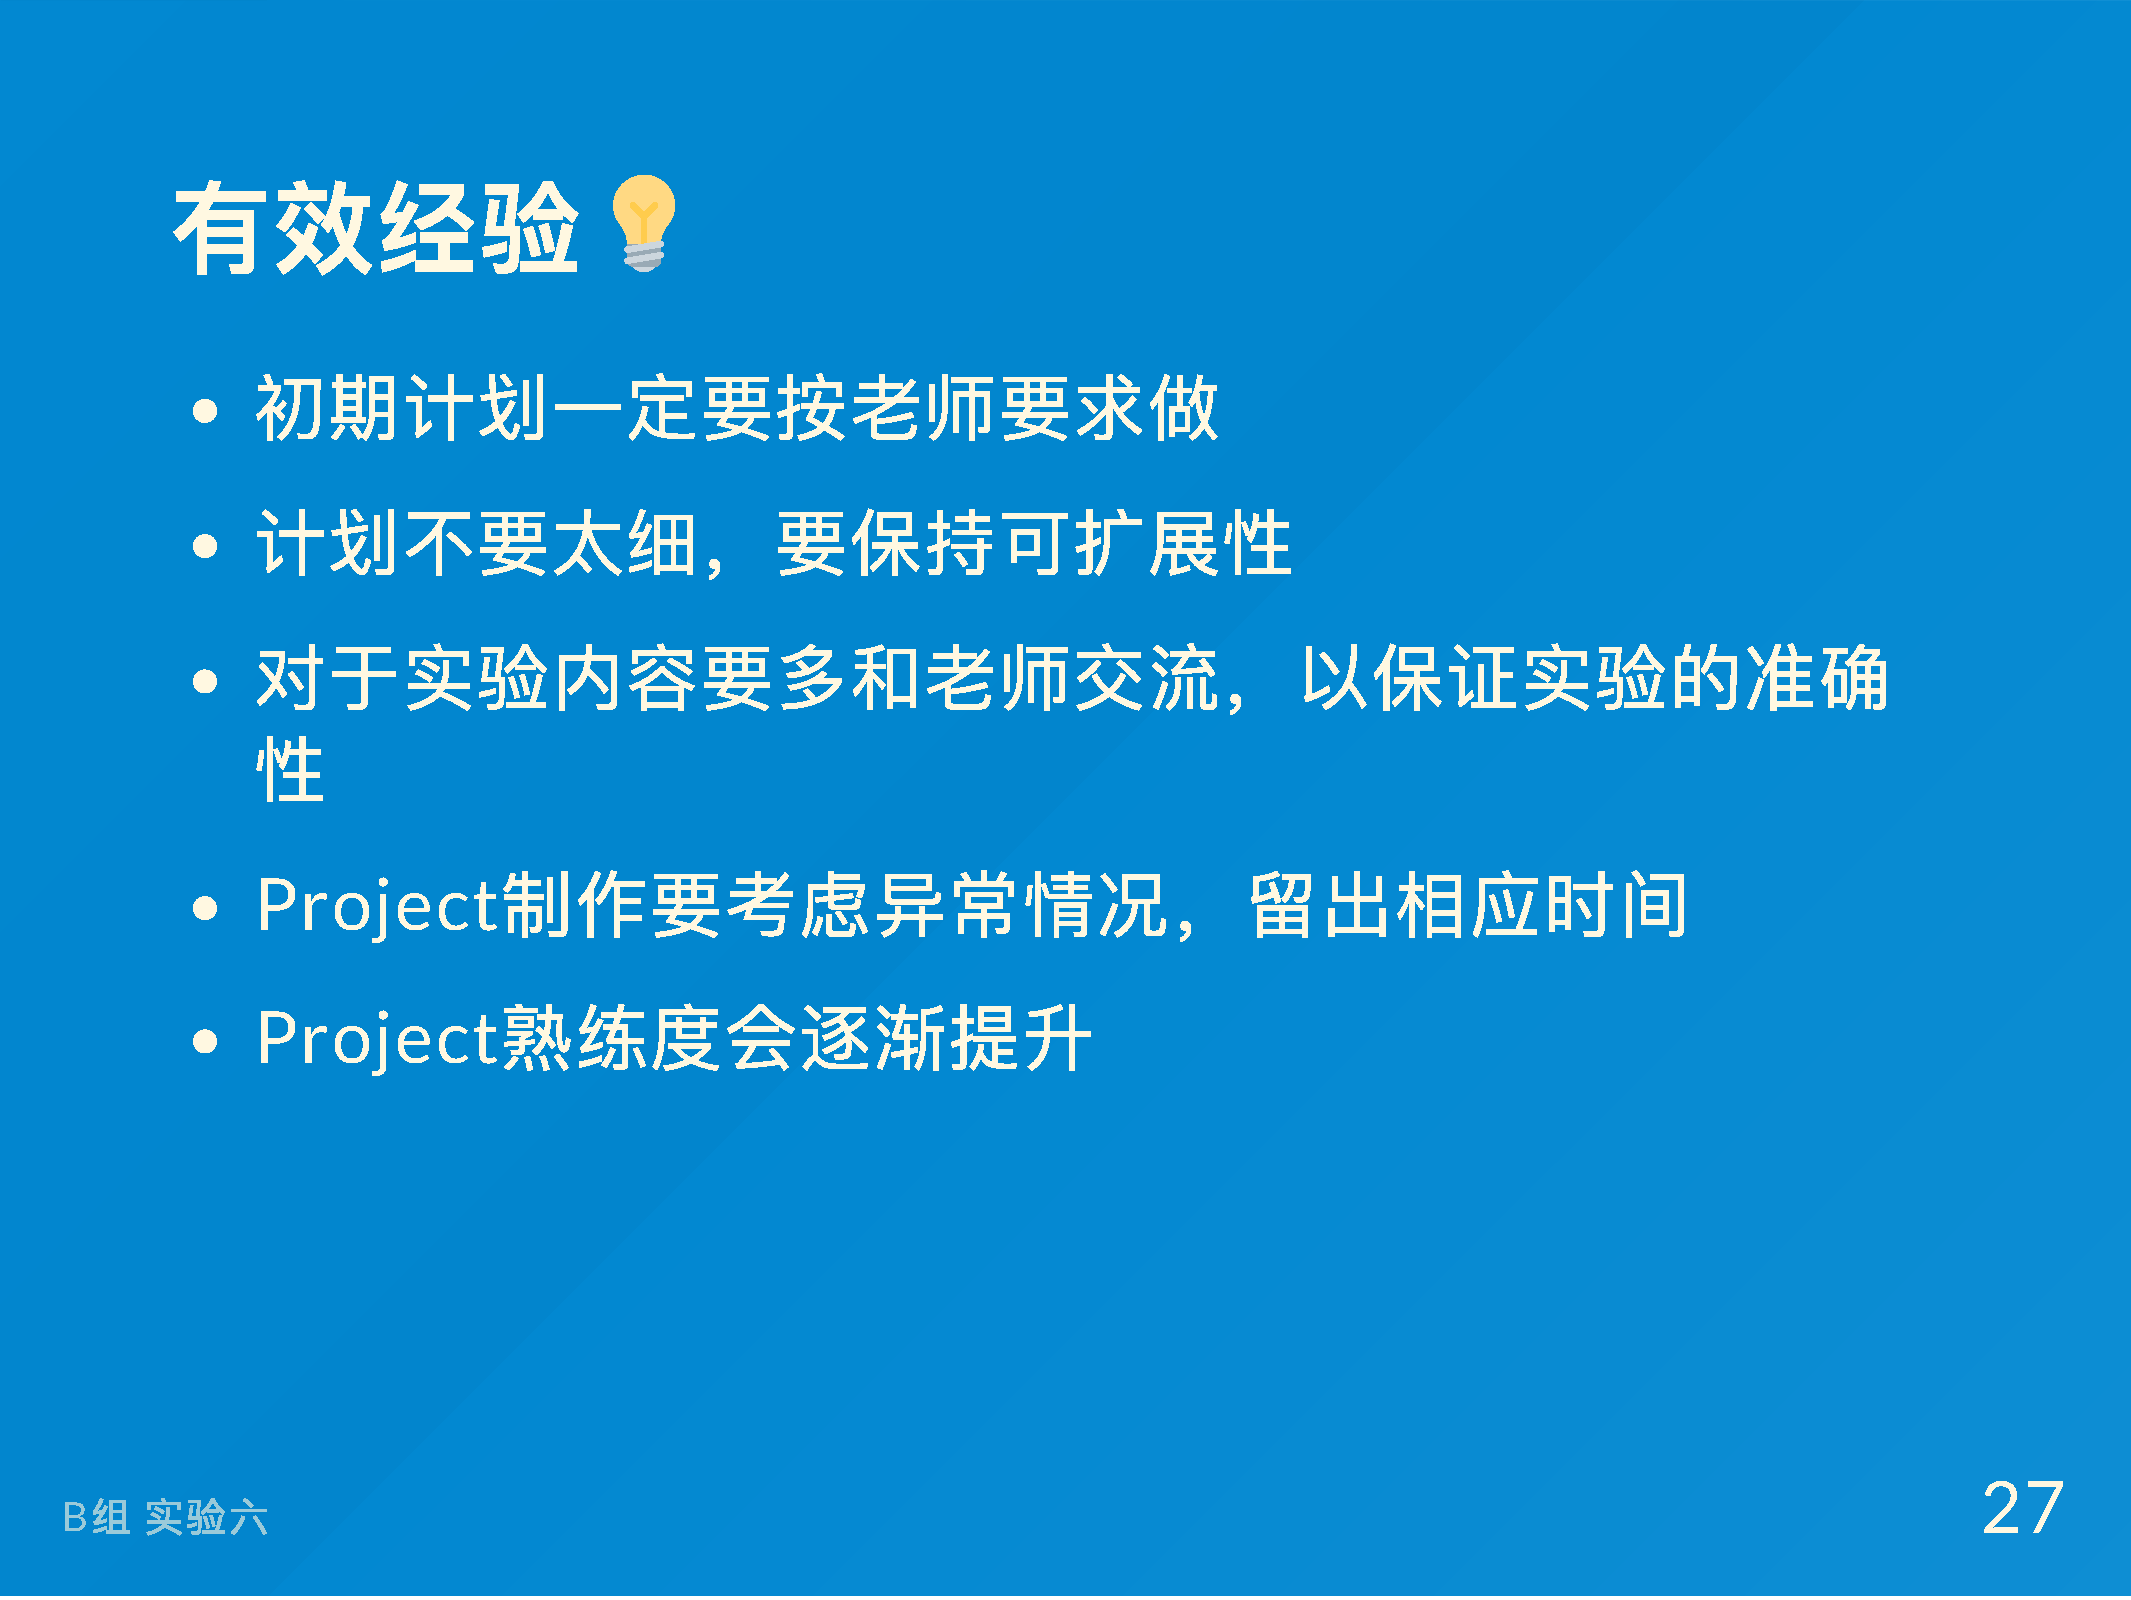 有效经验💡
• 初期计划一定要按老师要求做
• 计划不要太细，要保持可扩展性
• 对于实验内容要多和老师交流，以保证实验的准确
性
• Project制作要考虑异常情况，留出相应时间
• Project熟练度会逐渐提升
B组 实验六
27